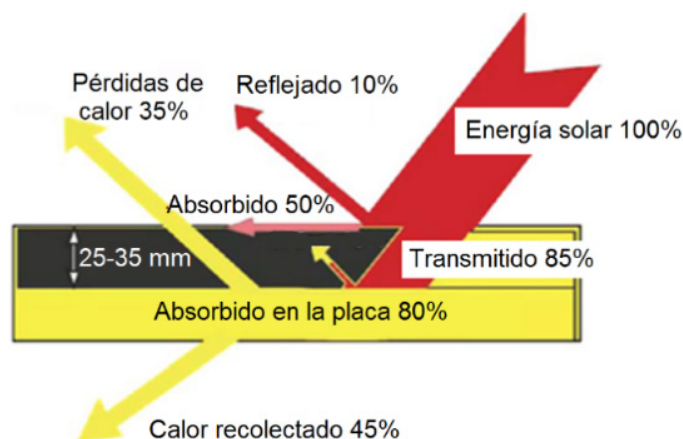 Pérdidas de
calor 35%
Reflejado 10%
Energía solar 100%
Absorbido 50%
25-35 mm
Transmitido 85%
Absorbido en la placa 80%
Calor recolectado 45%